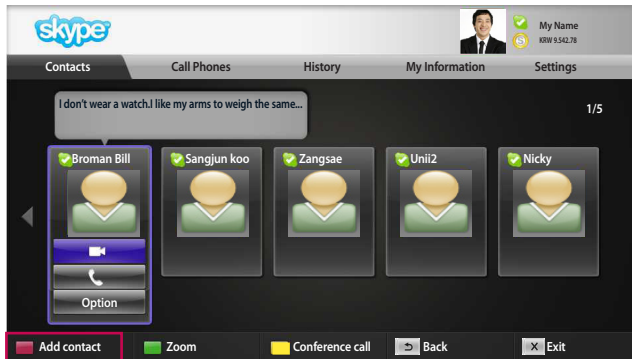 skype
My Name
KRW 9.542.78
Contacts Call Phones History My Information Settings
I don't wear a watch.I like my arms to weigh the same...
1/5
Broman Bill Sangjun koo Zangsae Unii2 Nicky
Option
Add contact Zoom Conference call Back X Exit